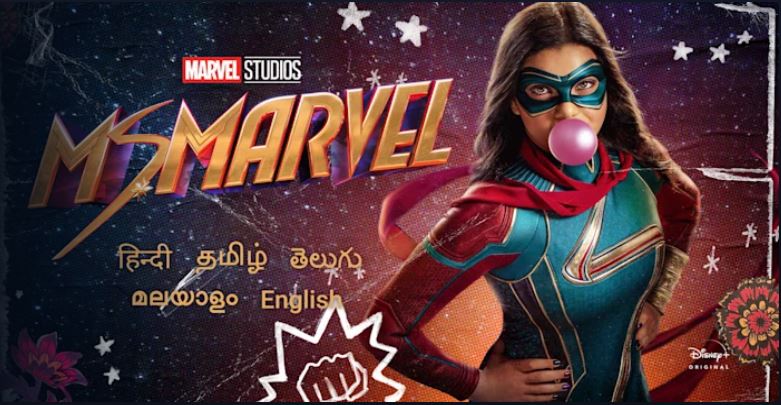 MARVEL STUDIOS
MS MARVEL
हिन्दी தமிழ் తెలుగు
മലയാളം English
Disney+
ORIGINAL